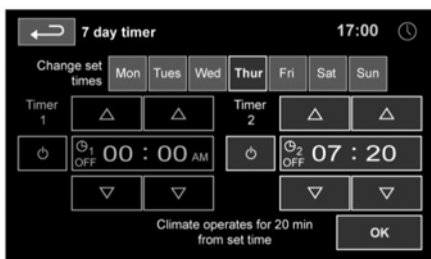 7 day timer 17:00
Change set times Mon Tues Wed Thur Fri Sat Sun
Timer 1 Timer 2
1 OFF 00 : 00 AM 2 OFF 07 : 20
Climate operates for 20 min
from set time
OK